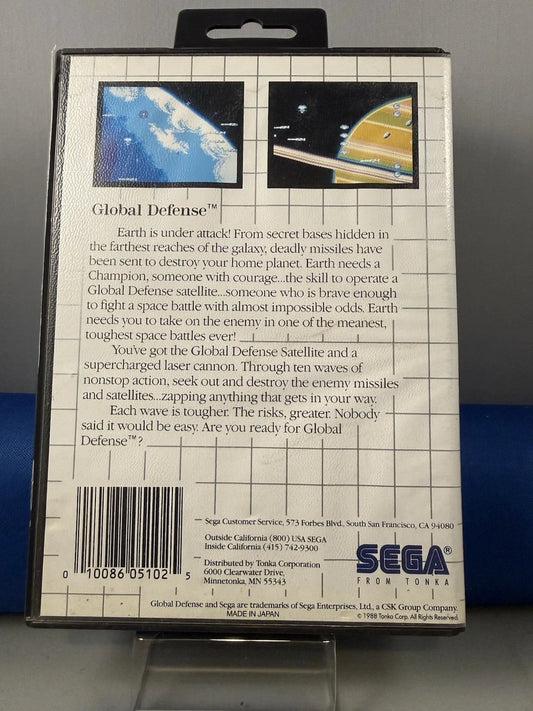 Global Defense™
Earth is under attack! From secret bases hidden in
the farthest reaches of the galaxy, deadly missiles have
been sent to destroy your home planet. Earth needs a
Champion, someone with courage...the skill to operate a
Global Defense satellite...someone who is brave enough
to fight a space battle with almost impossible odds. Earth
needs you to take on the enemy in one of the meanest,
toughest space battles ever!
You've got the Global Defense Satellite and a
supercharged laser cannon. Through ten waves of
nonstop action, seek out and destroy the enemy missiles
and satellites...zapping anything that gets in your way.
Each wave is tougher. The risks, greater. Nobody
said it would be easy. Are you ready for Global
Defense™?
Sega Customer Service, 573 Forbes Blvd., South San Francisco, CA 94080
Outside California (800) USA SEGA
Inside California (415) 742-9300
Distributed by Tonka Corporation
6000 Clearwater Drive,
Minnetonka, MN 55343
0 10086 05102 5
SEGA®
FROM TONKA
Global Defense and Sega are trademarks of Sega Enterprises, Ltd., a CSK Group Company.
MADE IN JAPAN
© 1988 Tonka Corp. All Rights Reserved.